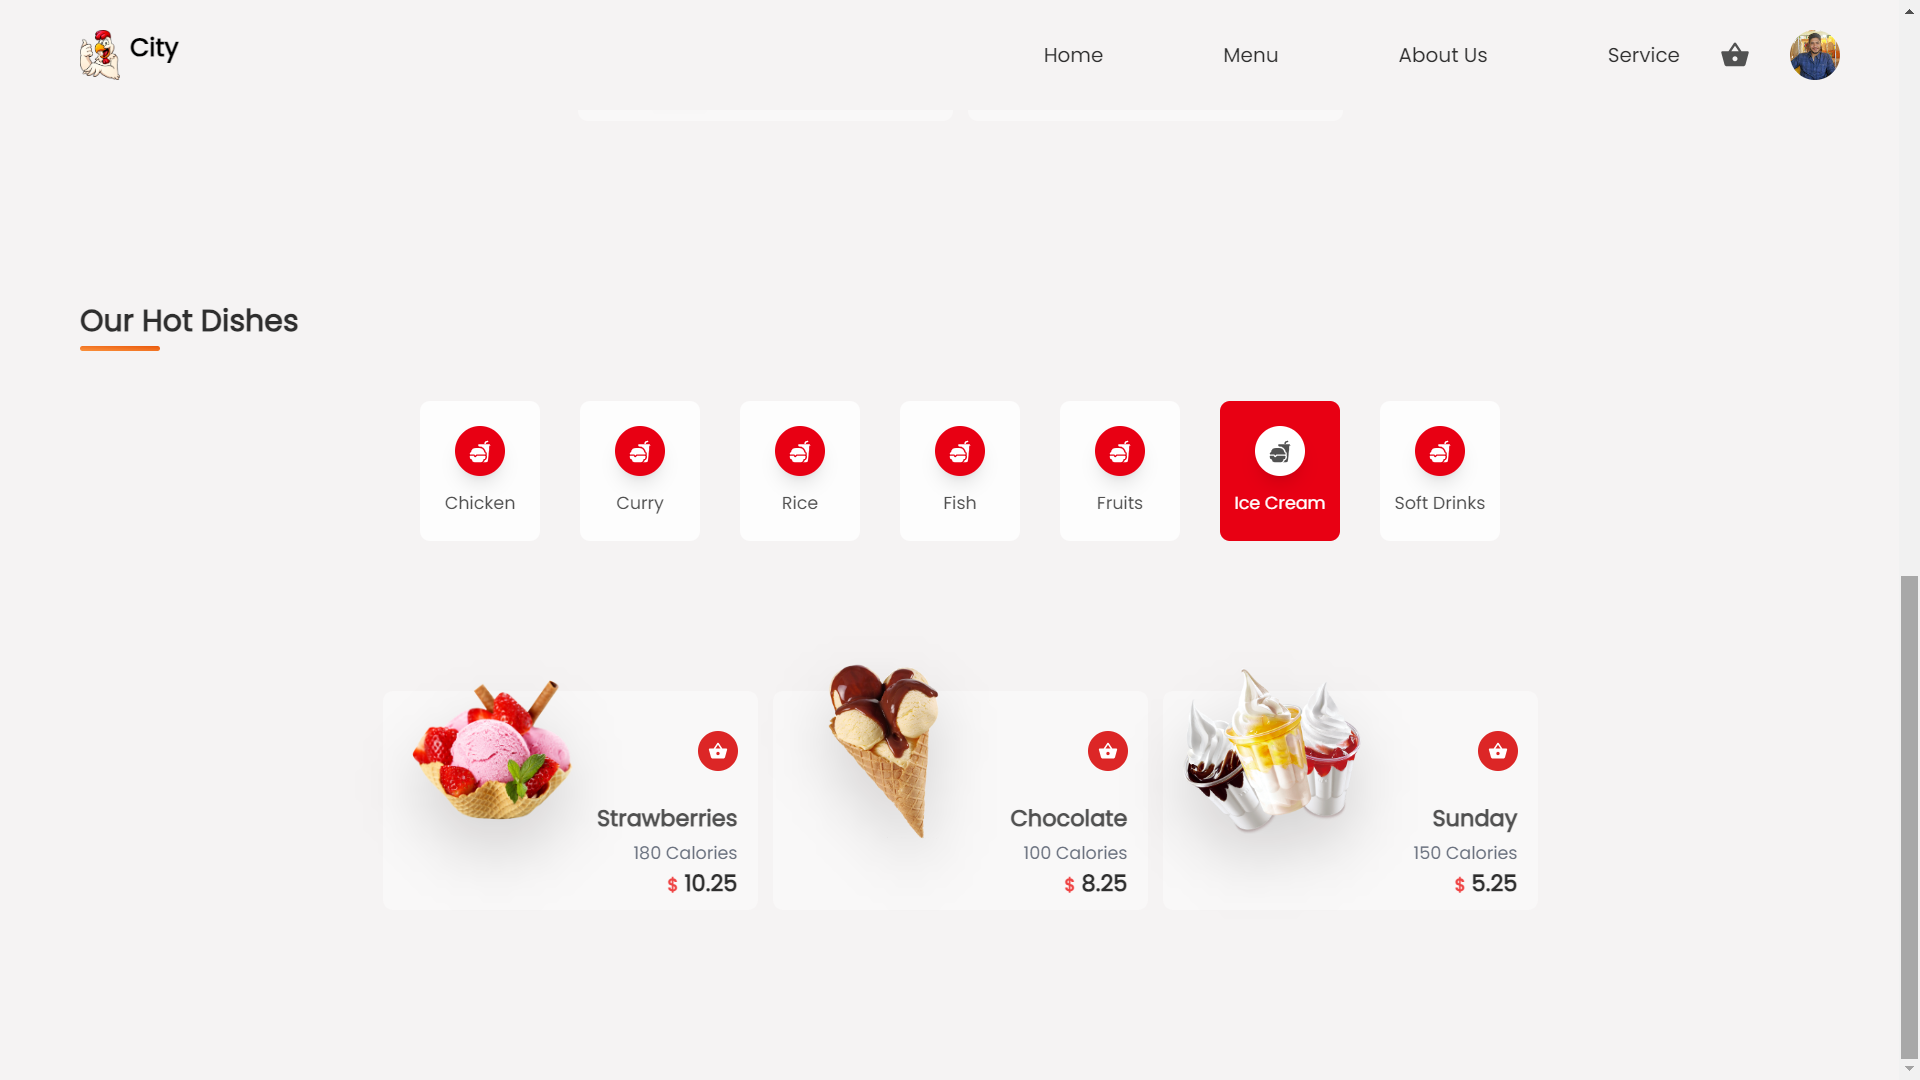 City
Home
Menu
About Us
Service
Our Hot Dishes
Chicken
Curry
Rice
Fish
Fruits
Ice Cream
Soft Drinks
Strawberries
180 Calories
$ 10.25
Chocolate
100 Calories
$ 8.25
Sunday
150 Calories
$ 5.25